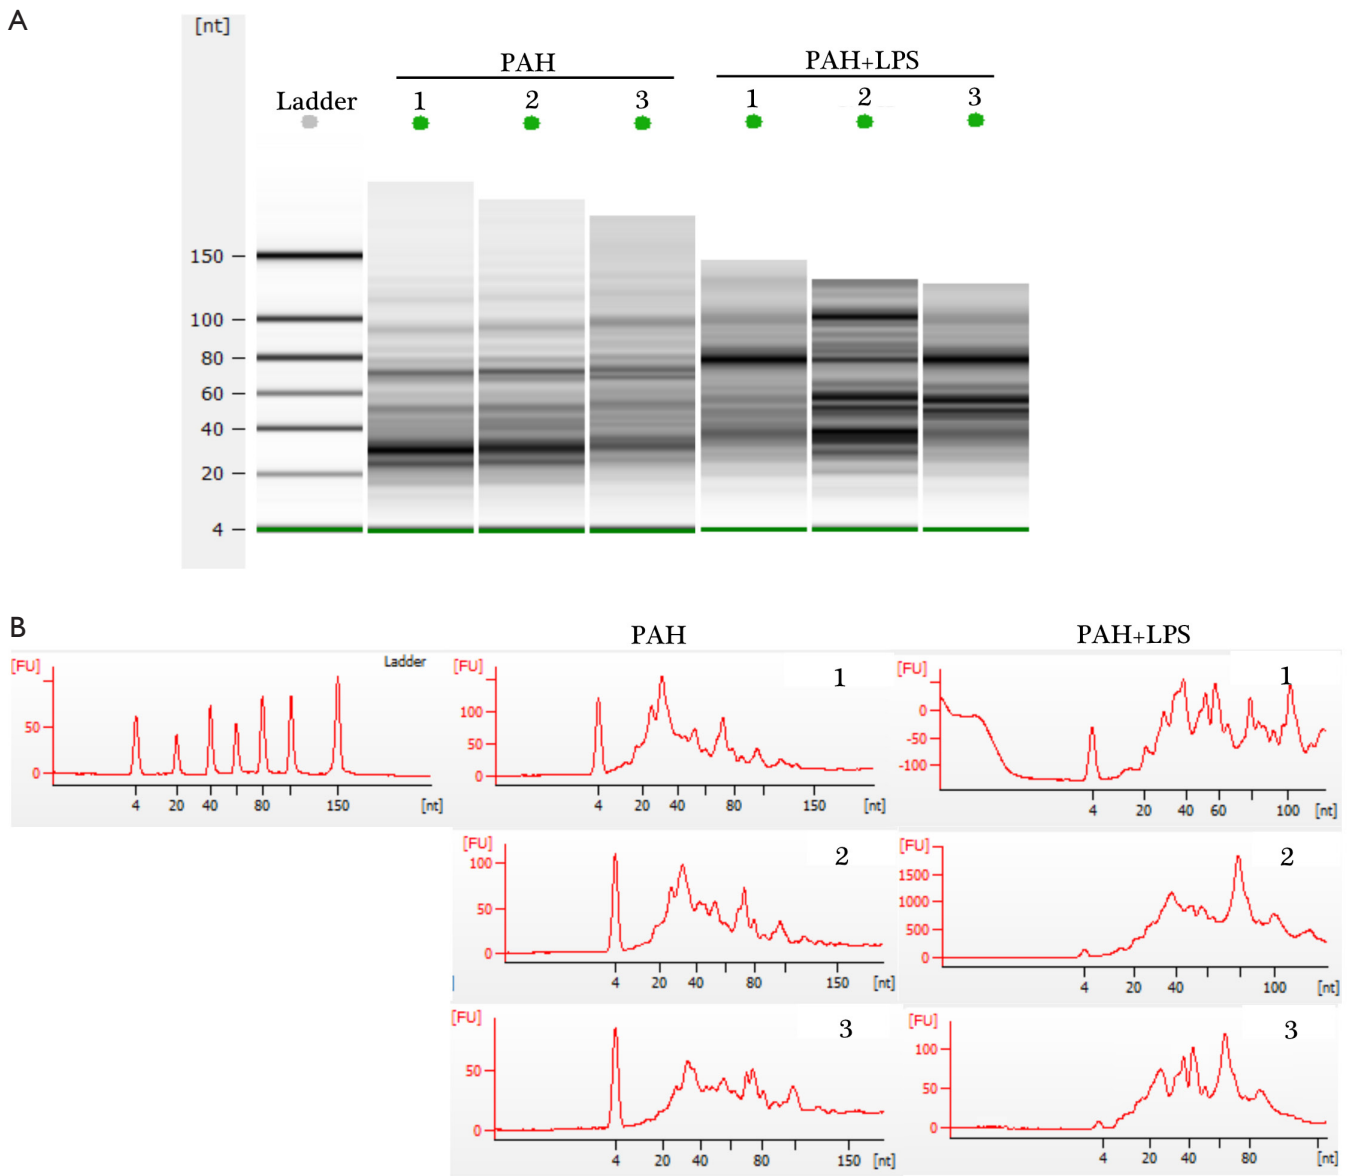 A
[nt]
PAH PAH+LPS
Ladder 1 2 3 1 2 3
150
100
80
60
40
20
4
B
PAH PAH+LPS
[FU] Ladder
50
0
4 20 40 80 150 [nt]
[FU] 1
100
50
0
4 20 40 80 150 [nt]
[FU] 1
0
-50
-100
4 20 40 60 100 [nt]
[FU] 2
100
50
0
4 20 40 80 150 [nt]
[FU] 2
1500
1000
500
0
4 20 40 100 [nt]
[FU] 3
50
0
4 20 40 80 150 [nt]
[FU] 3
100
50
0
4 20 40 80 [nt]